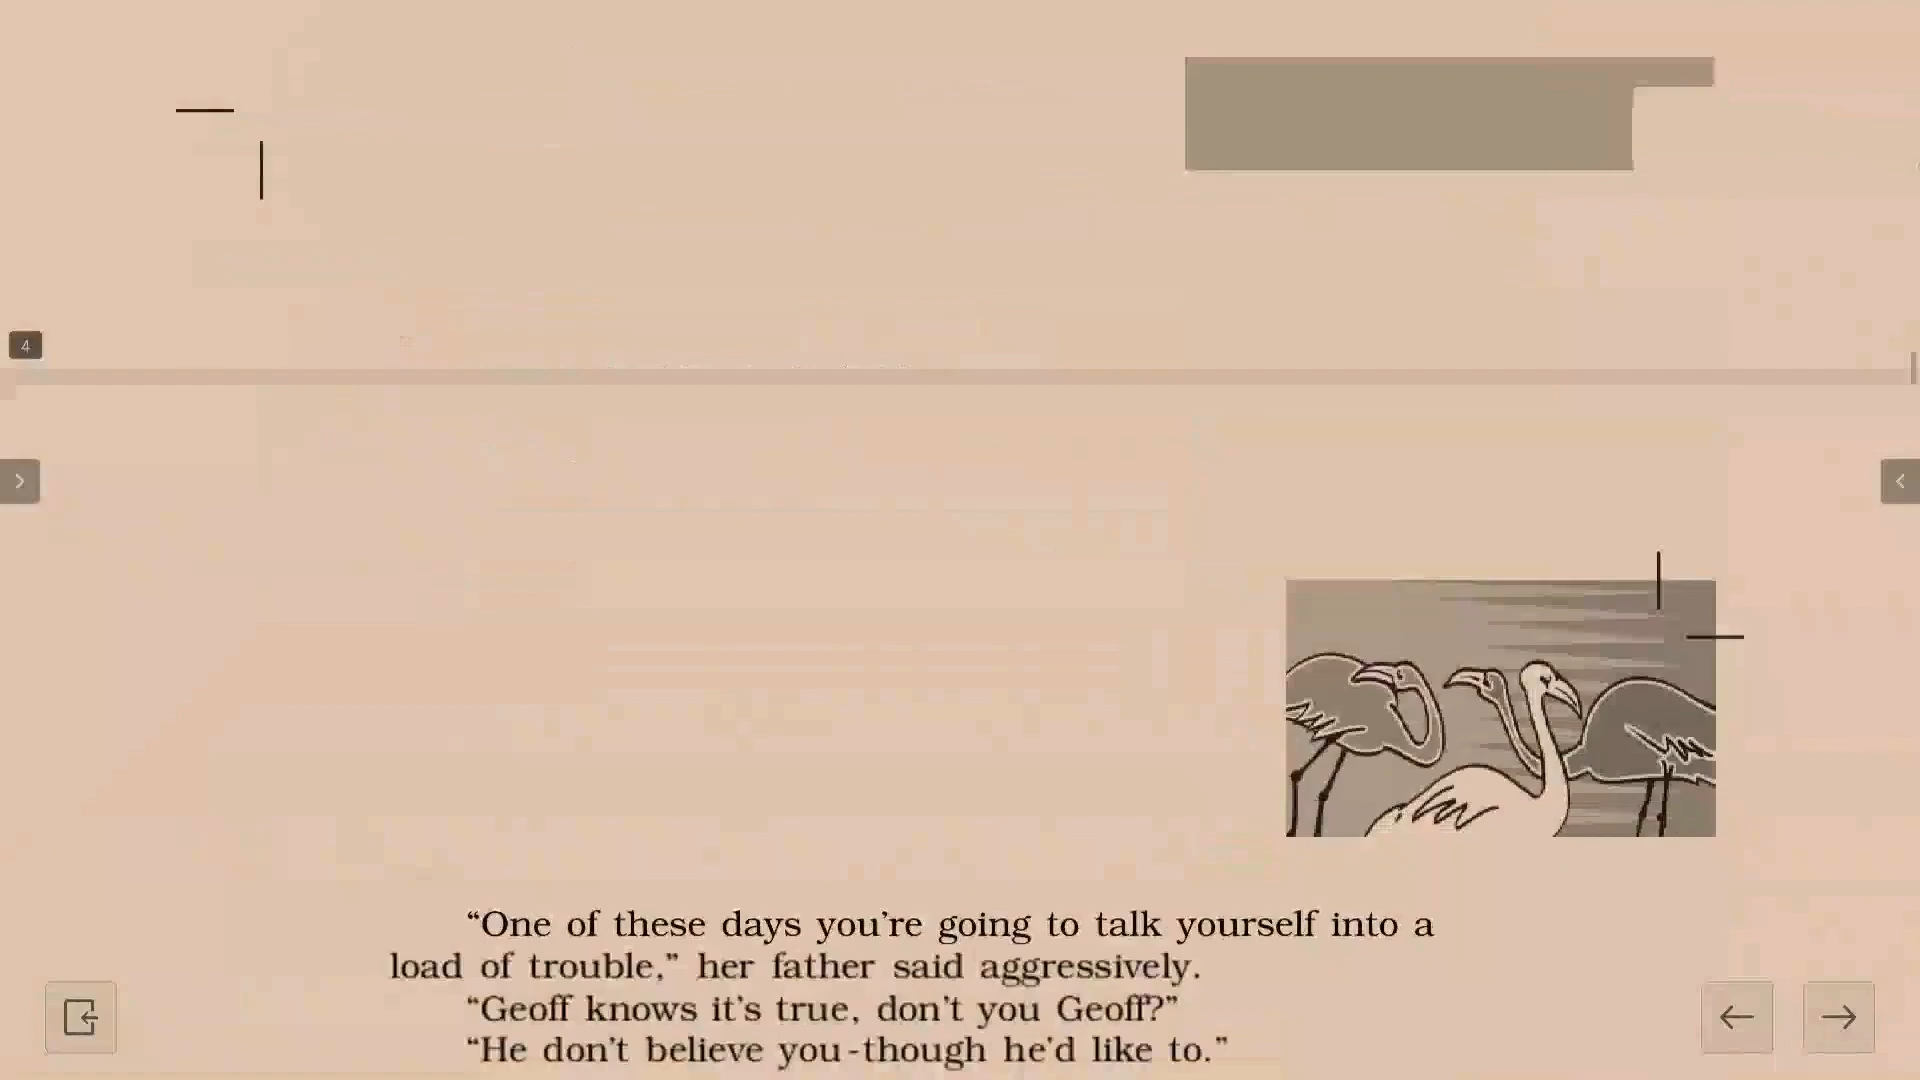 4
“One of these days you’re going to talk yourself into a
load of trouble,” her father said aggressively.
“Geoff knows it’s true, don’t you Geoff?”
“He don’t believe you-though he’d like to.”